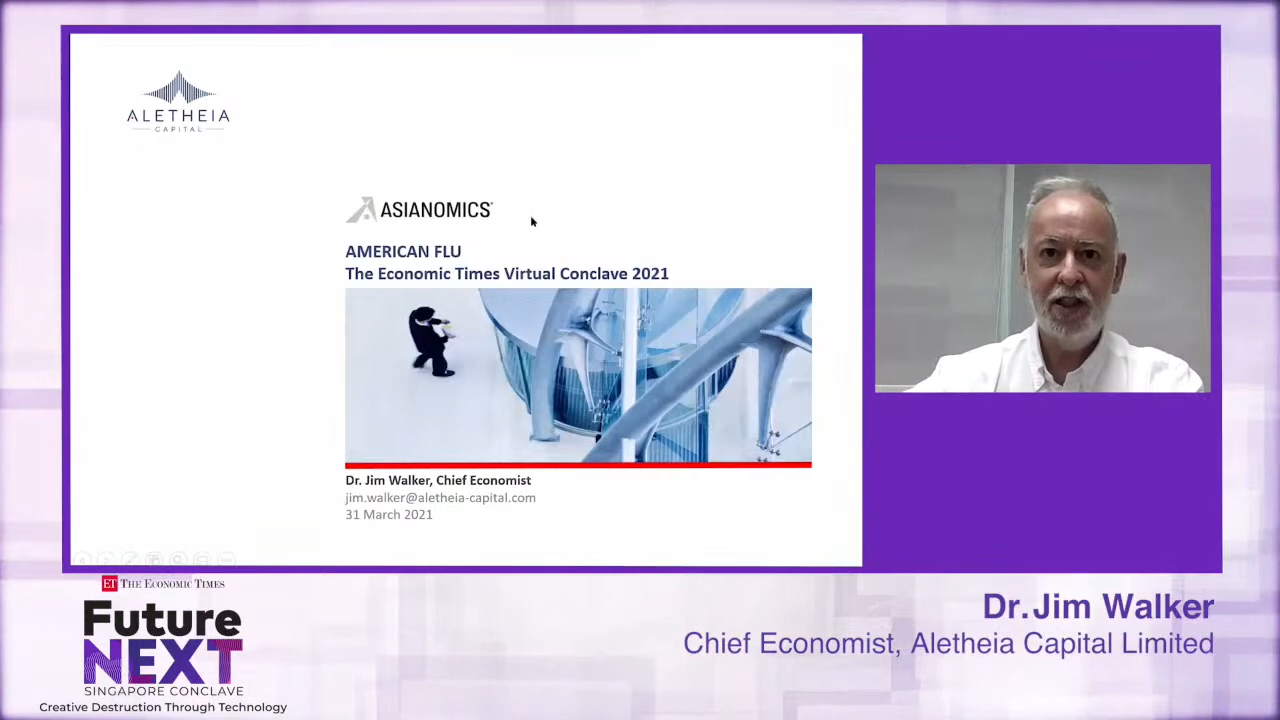 ALETHEIA
CAPITAL
ASIANOMICS
AMERICAN FLU
The Economic Times Virtual Conclave 2021
Dr. Jim Walker, Chief Economist
jim.walker@aletheia-capital.com
31 March 2021
ET THE ECONOMIC TIMES
Future
NEXT
SINGAPORE CONCLAVE
Creative Destruction Through Technology
Dr. Jim Walker
Chief Economist, Aletheia Capital Limited